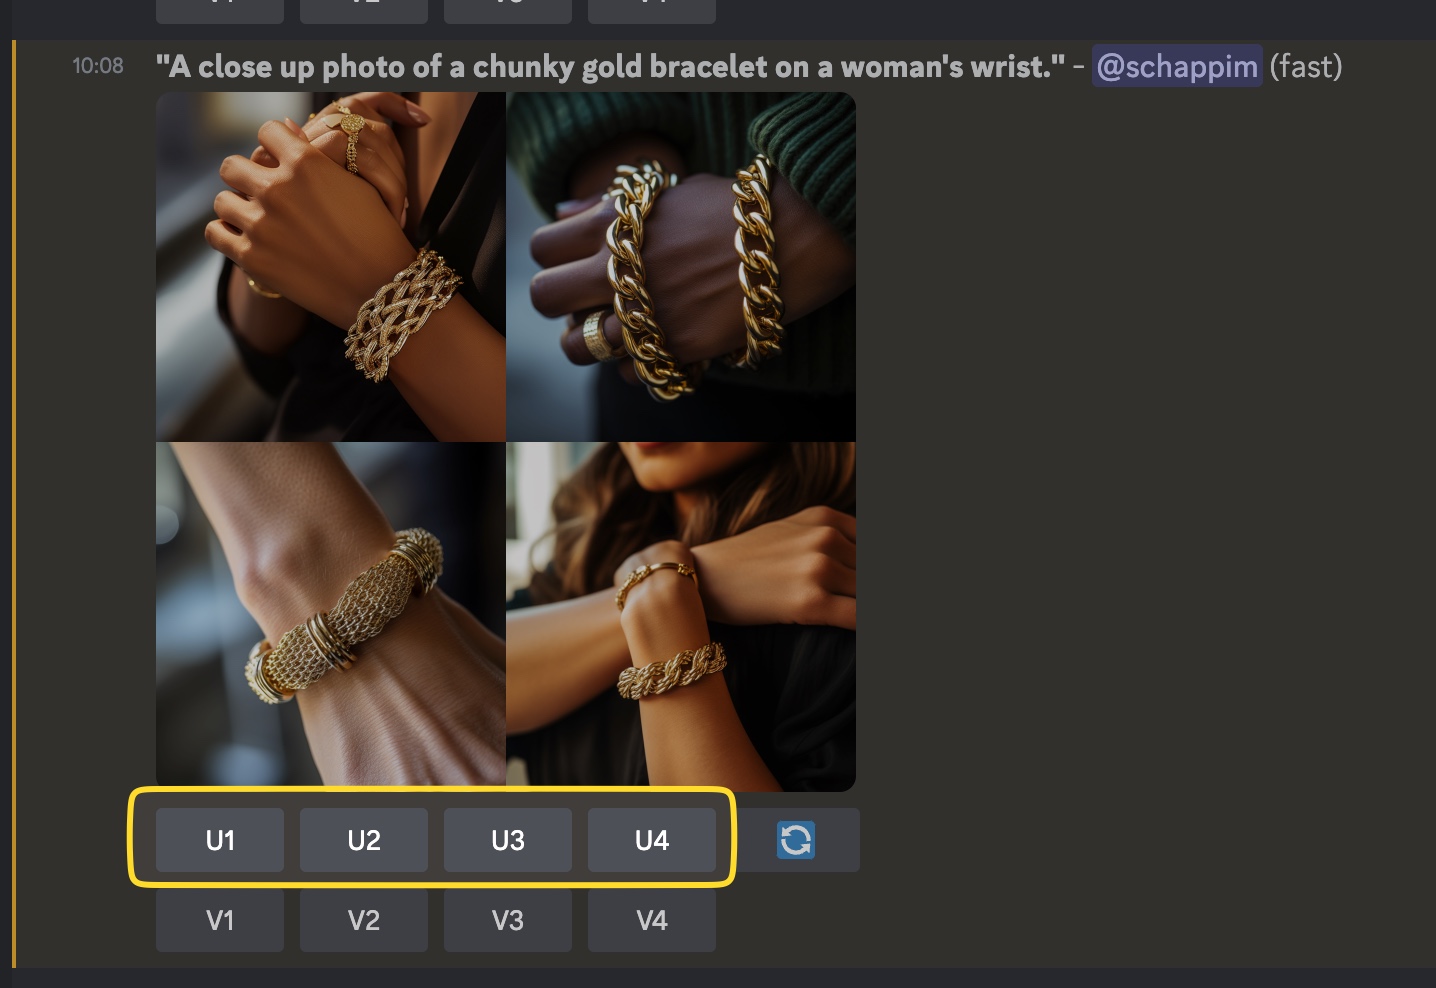 10:08 "A close up photo of a chunky gold bracelet on a woman's wrist." - @schappim (fast)
U1 U2 U3 U4
V1 V2 V3 V4